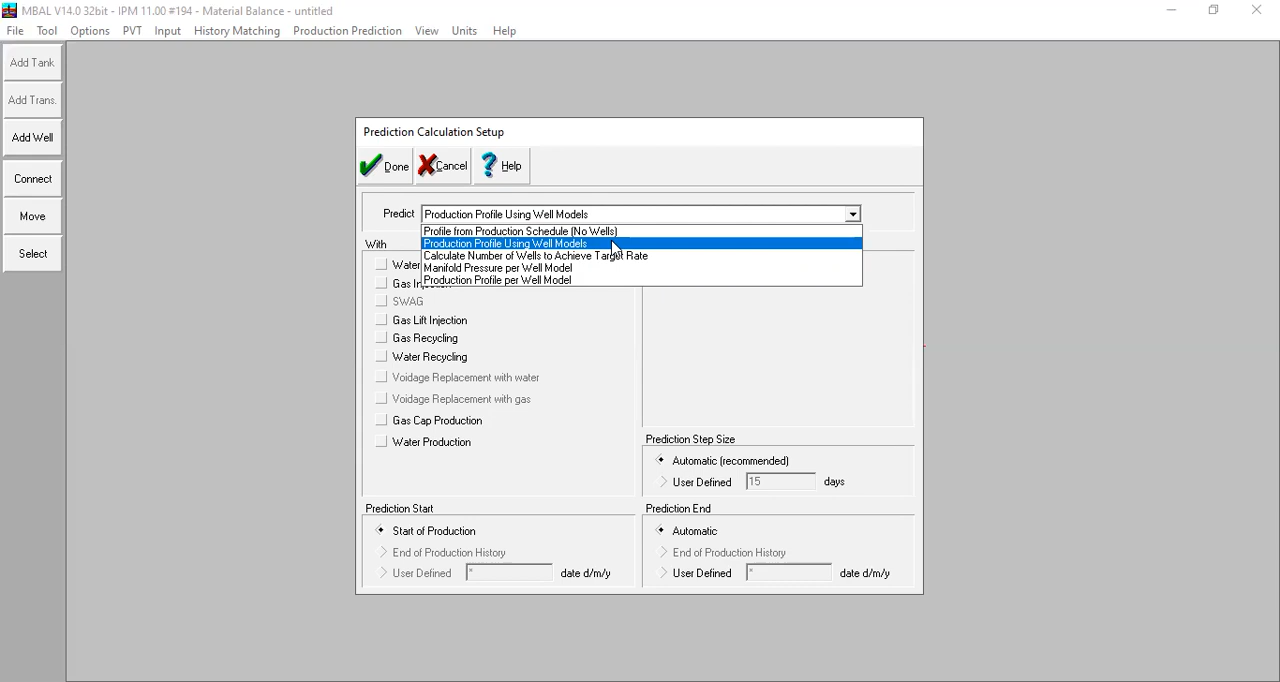 MBAL V14.0 32bit - IPM 11.00 #194 - Material Balance - untitled
File Tool Options PVT Input History Matching Production Prediction View Units Help
Add Tank
Add Trans.
Add Well
Connect
Move
Select
Prediction Calculation Setup
Done Cancel Help
Predict Production Profile Using Well Models
Profile from Production Schedule (No Wells)
Production Profile Using Well Models
Calculate Number of Wells to Achieve Target Rate
Manifold Pressure per Well Model
Production Profile per Well Model
With
Water
Gas
SWAG
Gas Lift Injection
Gas Recycling
Water Recycling
Voidage Replacement with water
Voidage Replacement with gas
Gas Cap Production
Water Production
Prediction Step Size
Automatic (recommended)
User Defined 15 days
Prediction Start
Start of Production
End of Production History
User Defined * date d/m/y
Prediction End
Automatic
End of Production History
User Defined * date d/m/y